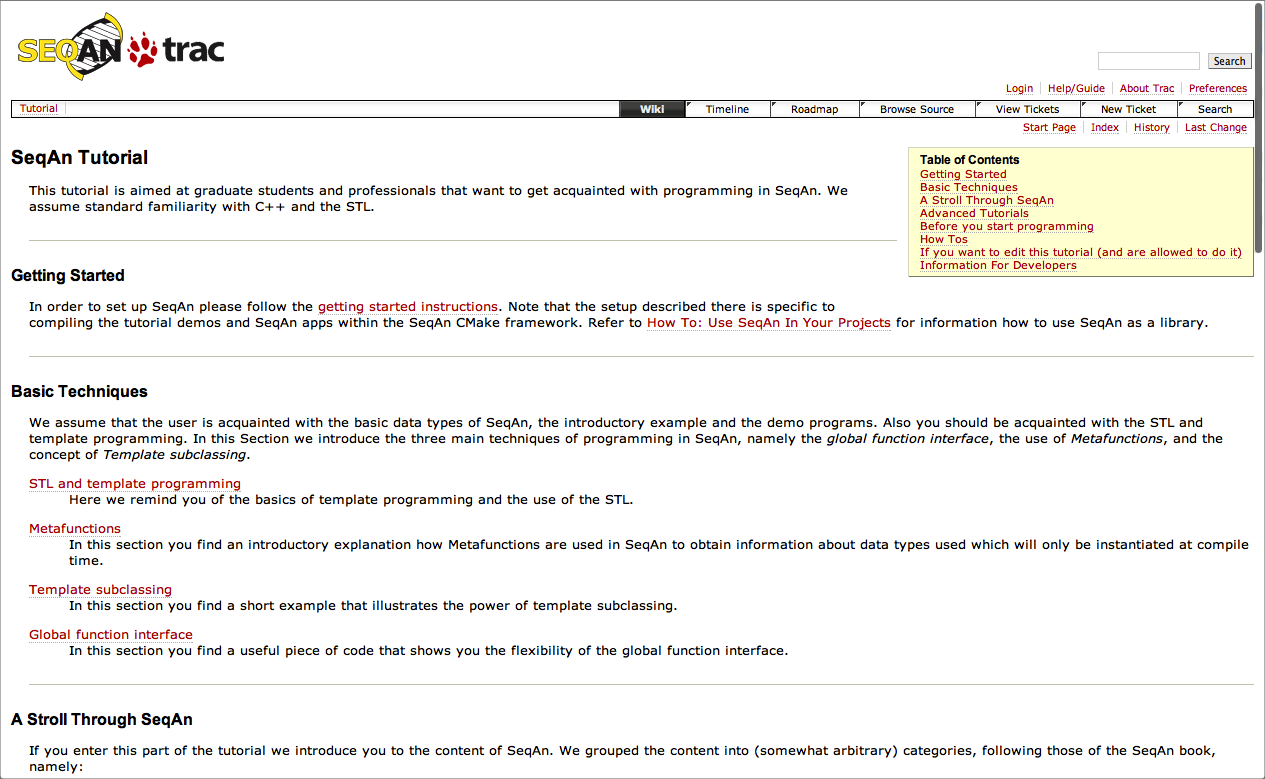 SEQAN trac
Search
Login Help/Guide About Trac Preferences
Tutorial Wiki Timeline Roadmap Browse Source View Tickets New Ticket Search
Start Page Index History Last Change
SeqAn Tutorial
This tutorial is aimed at graduate students and professionals that want to get acquainted with programming in SeqAn. We
assume standard familiarity with C++ and the STL.
Table of Contents
Getting Started
Basic Techniques
A Stroll Through SeqAn
Advanced Tutorials
Before you start programming
How Tos
If you want to edit this tutorial (and are allowed to do it)
Information For Developers
Getting Started
In order to set up SeqAn please follow the getting started instructions. Note that the setup described there is specific to
compiling the tutorial demos and SeqAn apps within the SeqAn CMake framework. Refer to How To: Use SeqAn In Your Projects for information how to use SeqAn as a library.
Basic Techniques
We assume that the user is acquainted with the basic data types of SeqAn, the introductory example and the demo programs. Also you should be acquainted with the STL and
template programming. In this Section we introduce the three main techniques of programming in SeqAn, namely the global function interface, the use of Metafunctions, and the
concept of Template subclassing.
STL and template programming
Here we remind you of the basics of template programming and the use of the STL.
Metafunctions
In this section you find an introductory explanation how Metafunctions are used in SeqAn to obtain information about data types used which will only be instantiated at compile
time.
Template subclassing
In this section you find a short example that illustrates the power of template subclassing.
Global function interface
In this section you find a useful piece of code that shows you the flexibility of the global function interface.
A Stroll Through SeqAn
If you enter this part of the tutorial we introduce you to the content of SeqAn. We grouped the content into (somewhat arbitrary) categories, following those of the SeqAn book,
namely: